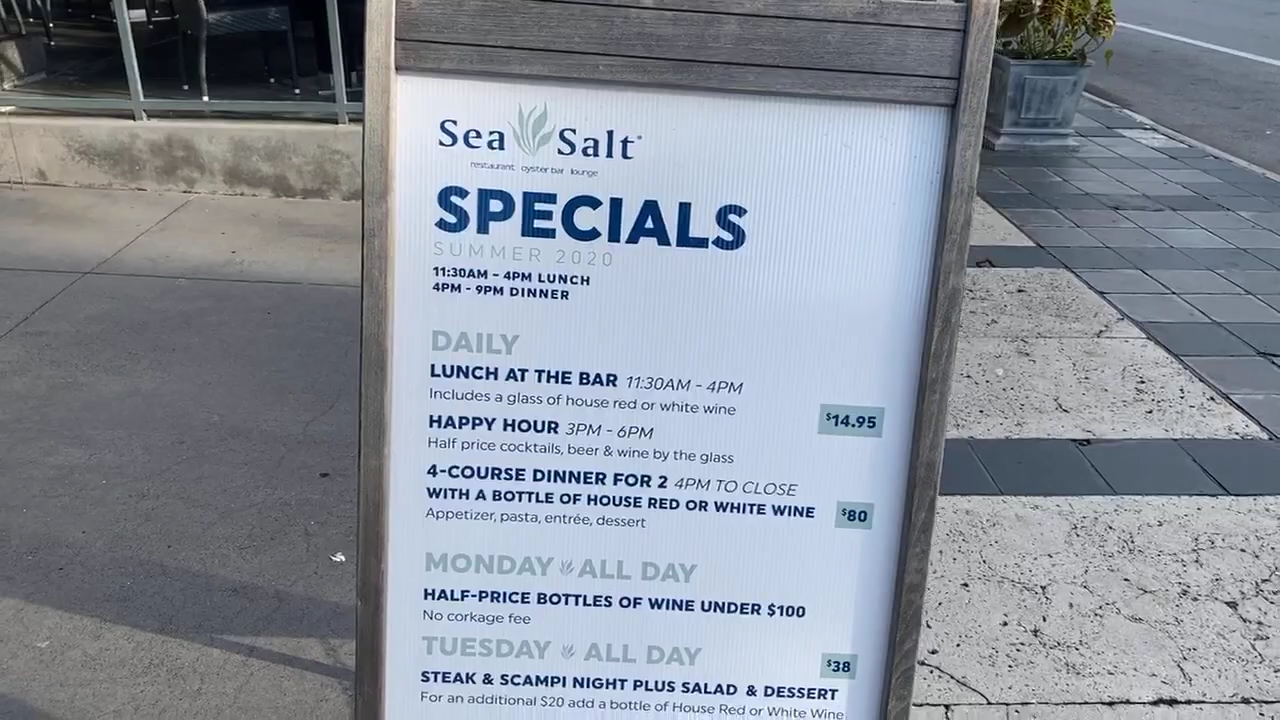 Sea Salt
restaurant oyster bar lounge
SPECIALS
SUMMER 2020
11:30AM - 4PM LUNCH
4PM - 9PM DINNER
DAILY
LUNCH AT THE BAR 11:30AM - 4PM
Includes a glass of house red or white wine
$14.95
HAPPY HOUR 3PM - 6PM
Half price cocktails, beer & wine by the glass
4-COURSE DINNER FOR 2 4PM TO CLOSE
WITH A BOTTLE OF HOUSE RED OR WHITE WINE
$80
Appetizer, pasta, entrée, dessert
MONDAY ALL DAY
HALF-PRICE BOTTLES OF WINE UNDER $100
No corkage fee
TUESDAY ALL DAY
$38
STEAK & SCAMPI NIGHT PLUS SALAD & DESSERT
For an additional $20 add a bottle of House Red or White Wine